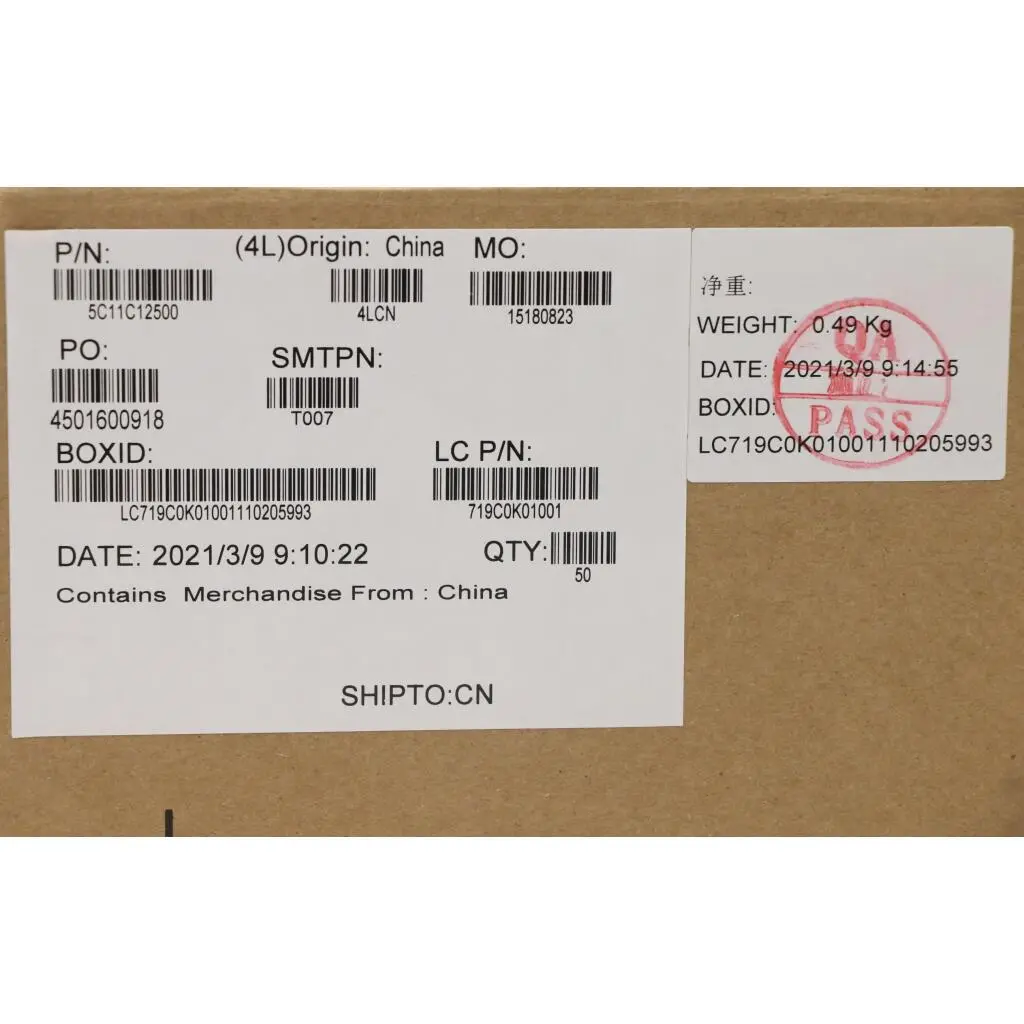 P/N:
5C11C12500
(4L)Origin: China
4LCN
MO:
15180823
PO:
4501600918
SMTPN:
T007
BOXID:
LC719C0K01001110205993
LC P/N:
719C0K01001
DATE: 2021/3/9 9:10:22
QTY:
50
Contains Merchandise From : China
SHIPTO:CN
净重:
WEIGHT: 0.49 Kg
DATE: 2021/3/9 9:14:55
BOXID:
LC719C0K01001110205993
QA
PASS